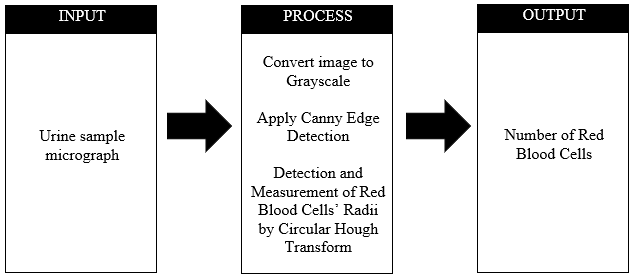 INPUT
Urine sample
micrograph
PROCESS
Convert image to
Grayscale
Apply Canny Edge
Detection
Detection and
Measurement of Red
Blood Cells’ Radii
by Circular Hough
Transform
OUTPUT
Number of Red
Blood Cells